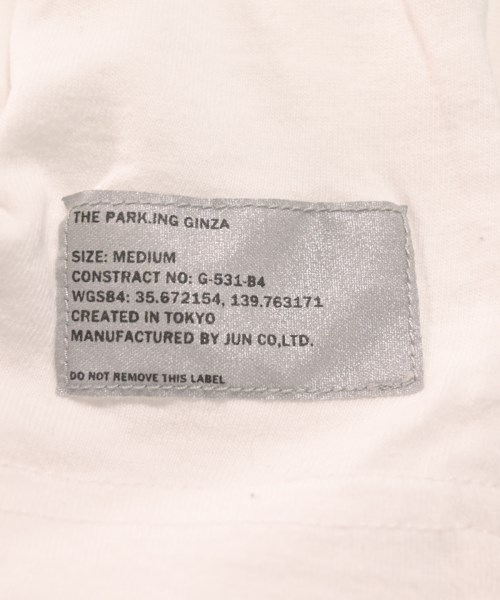 THE PARK.ING GINZA
SIZE: MEDIUM
CONSTRACT NO: G-531-B4
WGS84: 35.672154, 139.763171
CREATED IN TOKYO
MANUFACTURED BY JUN CO,LTD.
DO NOT REMOVE THIS LABEL